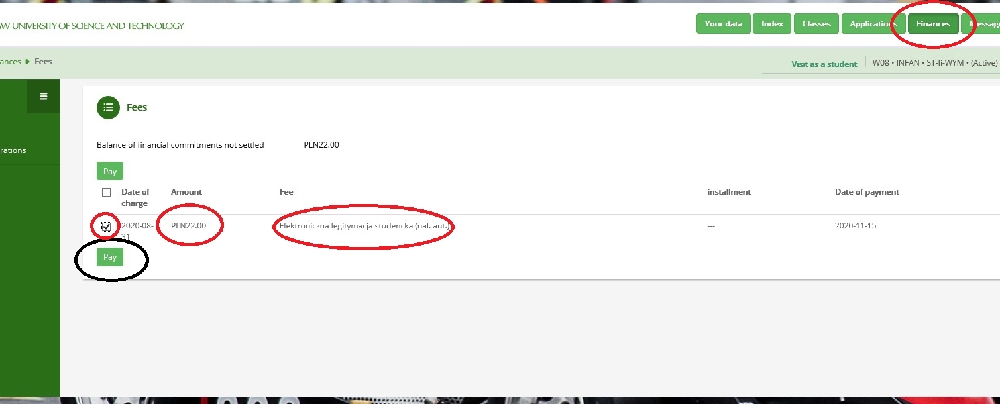 AW UNIVERSITY OF SCIENCE AND TECHNOLOGY
Your data Index Classes Applications Finances Message
ances Fees
Visit as a student W08 • INFAN • ST-Ii-WYM • (Active)
Fees
rations
Balance of financial commitments not settled PLN22.00
Pay
Date of charge Amount Fee installment Date of payment
2020-08-31 PLN22.00 Elektroniczna legitymacja studencka (nal. aut.) --- 2020-11-15
Pay